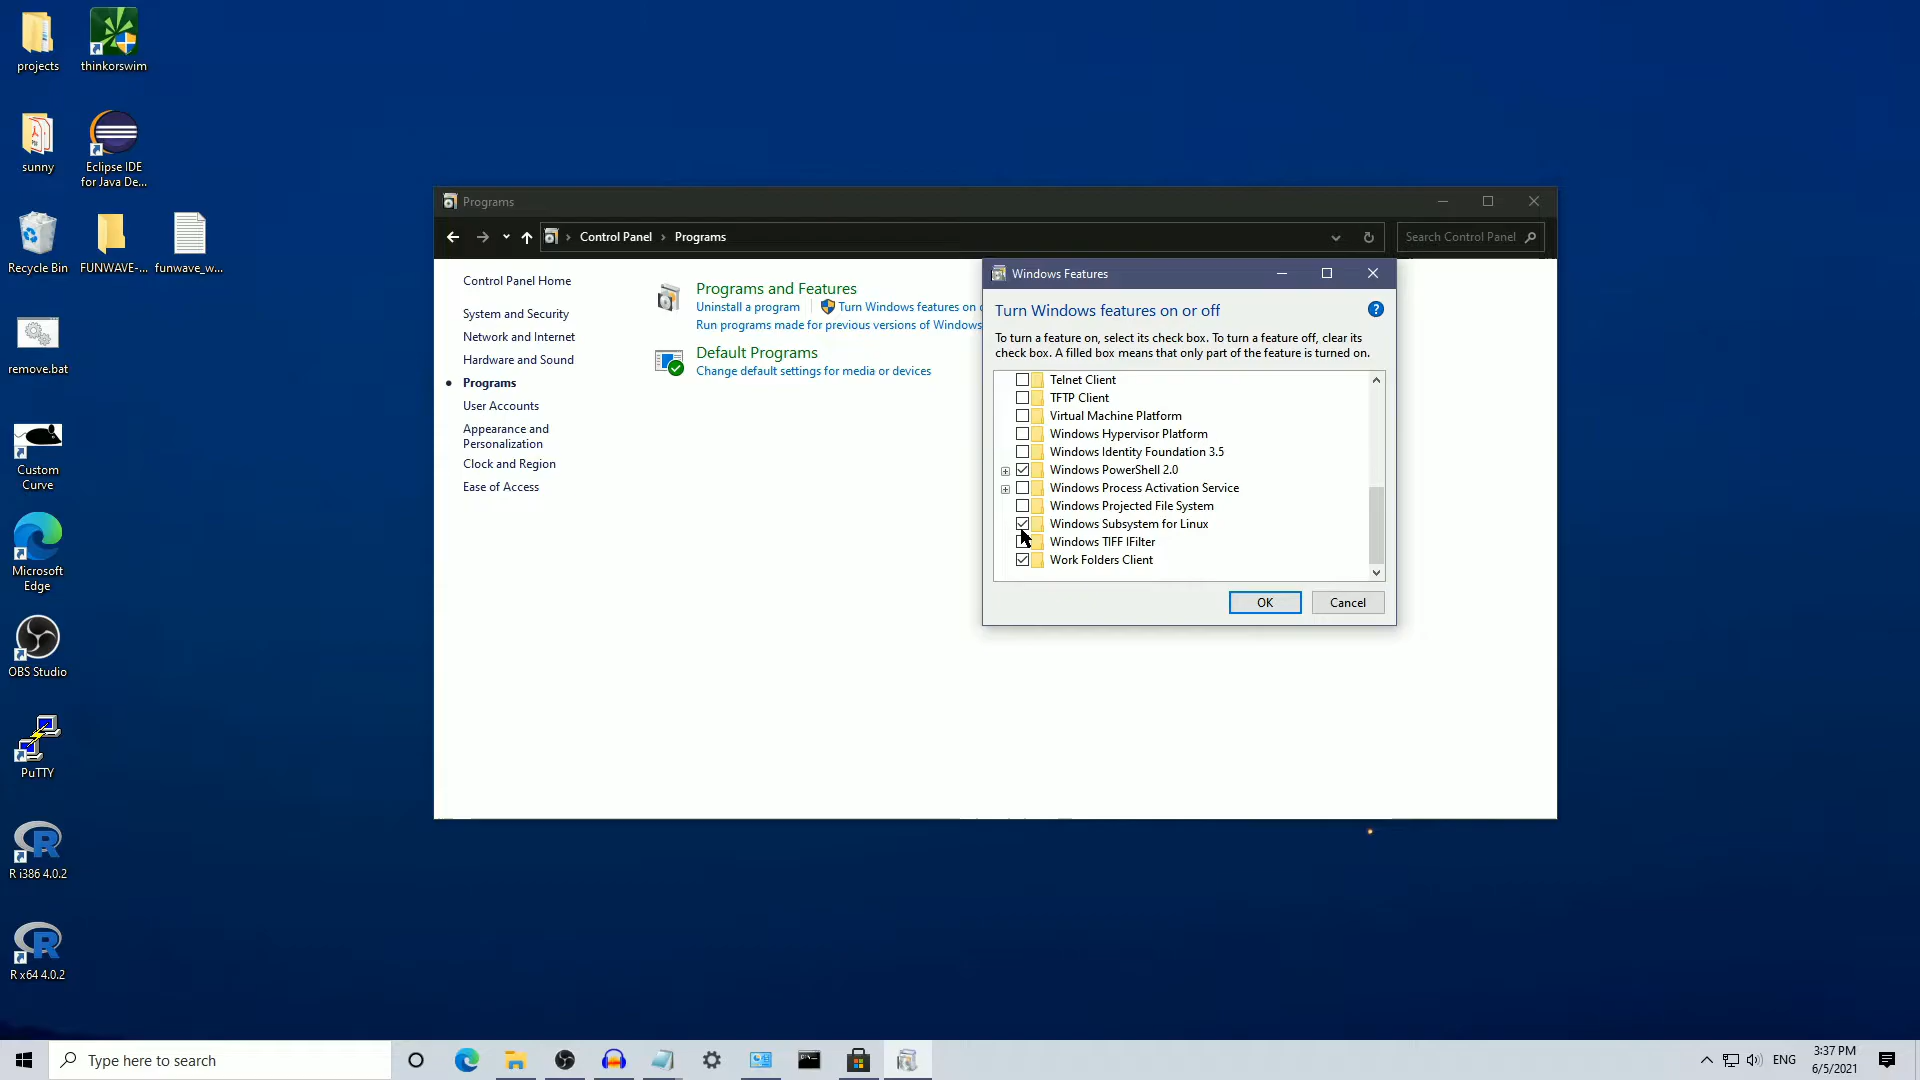 projects
thinkorswim
sunny
Eclipse IDE
for Java De...
Recycle Bin
FUNWAVE-...
funwave_w...
remove.bat
Custom
Curve
Microsoft
Edge
OBS Studio
PuTTY
R i386 4.0.2
R x64 4.0.2
Programs
Control Panel > Programs
Search Control Panel
Control Panel Home
System and Security
Network and Internet
Hardware and Sound
Programs
User Accounts
Appearance and
Personalization
Clock and Region
Ease of Access
Programs and Features
Uninstall a program
Turn Windows features on o
Run programs made for previous versions of Windows
Default Programs
Change default settings for media or devices
Windows Features
Turn Windows features on or off
To turn a feature on, select its check box. To turn a feature off, clear its
check box. A filled box means that only part of the feature is turned on.
Telnet Client
TFTP Client
Virtual Machine Platform
Windows Hypervisor Platform
Windows Identity Foundation 3.5
Windows PowerShell 2.0
Windows Process Activation Service
Windows Projected File System
Windows Subsystem for Linux
Windows TIFF IFilter
Work Folders Client
OK
Cancel
Type here to search
ENG
3:37 PM
6/5/2021